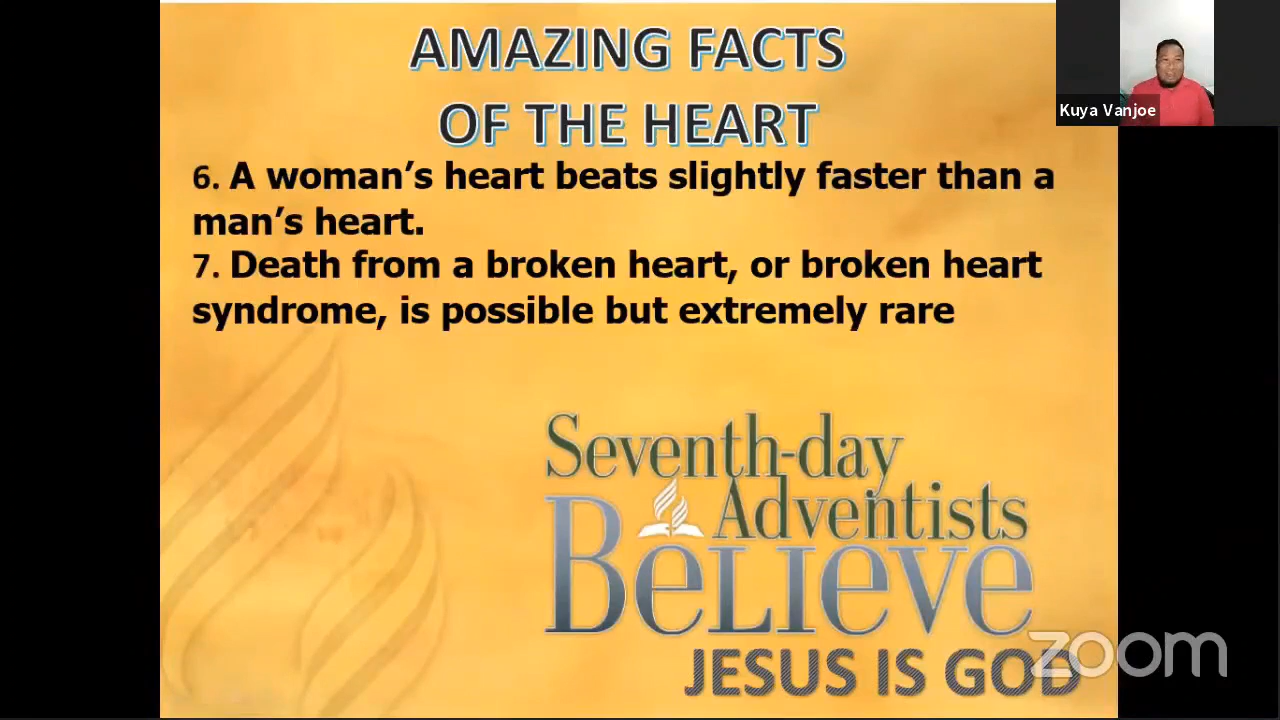 AMAZING FACTS
OF THE HEART
6. A woman’s heart beats slightly faster than a
man’s heart.
7. Death from a broken heart, or broken heart
syndrome, is possible but extremely rare
Seventh-day
Adventists
BeLIeve
JESUS IS GOD
zoom
Kuya Vanjoe